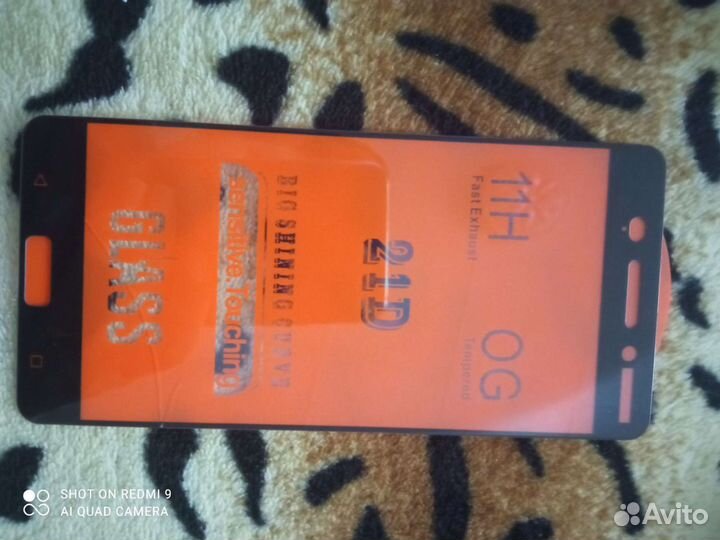 11H
Fast Exhaust
OG
Tempered
21D
BIG SHINING CURVE
Sensitive Touching
GLASS
SHOT ON REDMI 9
AI QUAD CAMERA
Avito